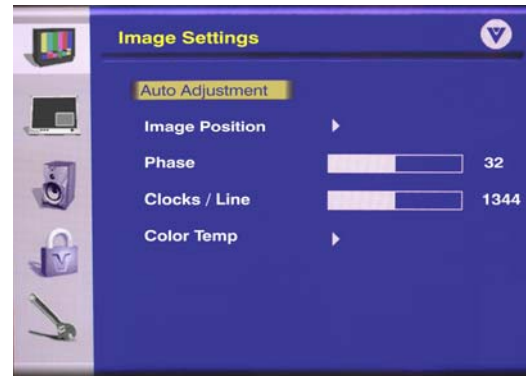 Image Settings
Auto Adjustment
Image Position
Phase 32
Clocks / Line 1344
Color Temp